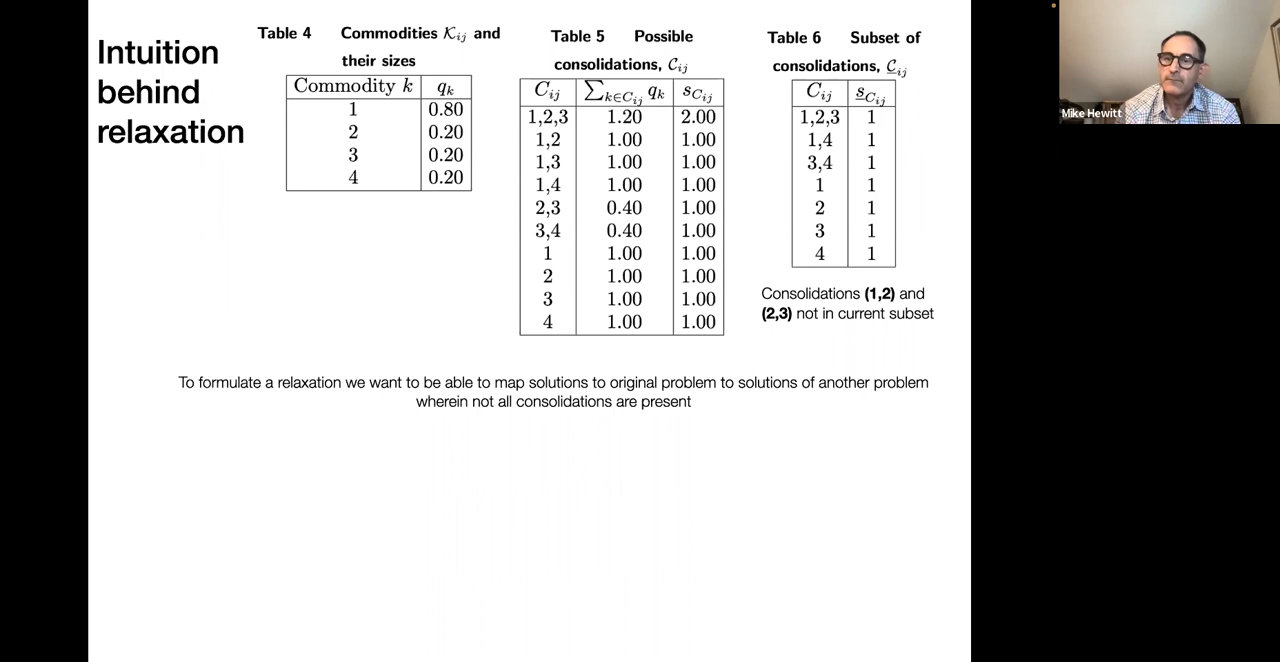 Intuition
behind
relaxation
Table 4 Commodities 𝒦ᵢⱼ and
their sizes
Commodity k qₖ
1 0.80
2 0.20
3 0.20
4 0.20
Table 5 Possible
consolidations, 𝒞ᵢⱼ
Cᵢⱼ ∑_{k∈Cᵢⱼ} qₖ s_{Cᵢⱼ}
1,2,3 1.20 2.00
1,2 1.00 1.00
1,3 1.00 1.00
1,4 1.00 1.00
2,3 0.40 1.00
3,4 0.40 1.00
1 1.00 1.00
2 1.00 1.00
3 1.00 1.00
4 1.00 1.00
Table 6 Subset of
consolidations, 𝒞̲ᵢⱼ
Cᵢⱼ s̲_{Cᵢⱼ}
1,2,3 1
1,4 1
3,4 1
1 1
2 1
3 1
4 1
Consolidations (1,2) and
(2,3) not in current subset
To formulate a relaxation we want to be able to map solutions to original problem to solutions of another problem
wherein not all consolidations are present
Mike Hewitt